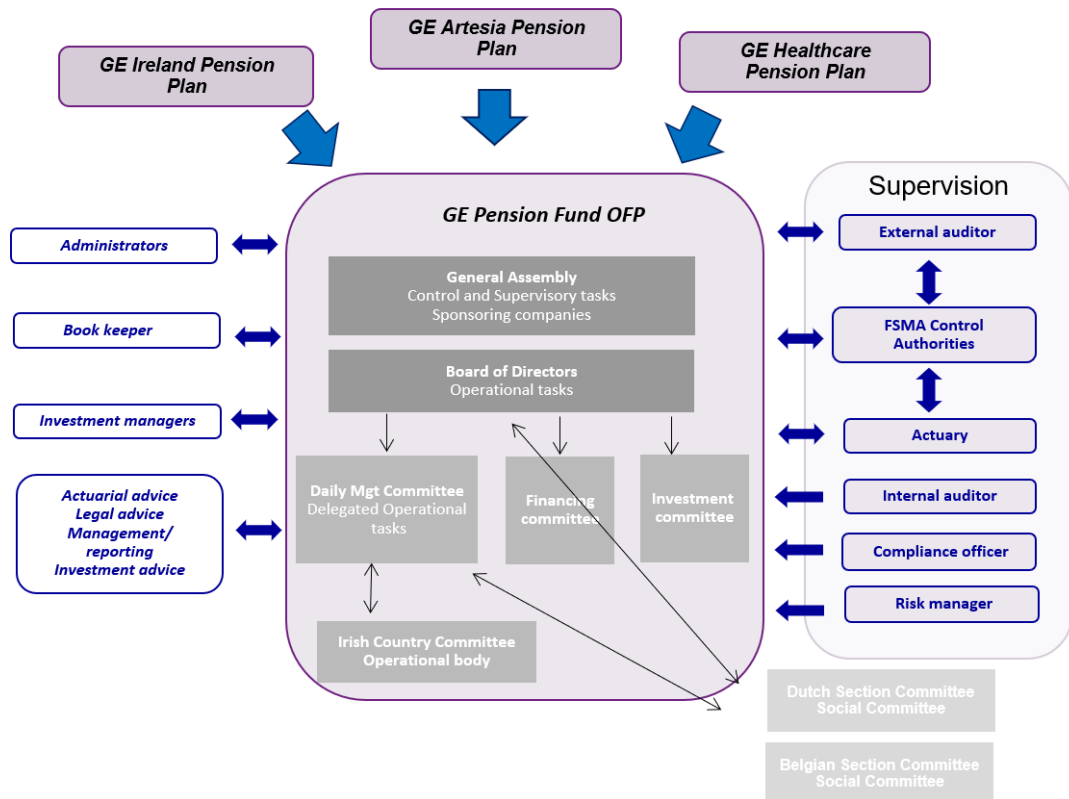 GE Ireland Pension
Plan
GE Artesia Pension
Plan
GE Healthcare
Pension Plan
GE Pension Fund OFP
General Assembly
Control and Supervisory tasks
Sponsoring companies
Board of Directors
Operational tasks
Daily Mgt Committee
Delegated Operational
tasks
Financing
committee
Investment
committee
Irish Country Committee
Operational body
Administrators
Book keeper
Investment managers
Actuarial advice
Legal advice
Management/
reporting
Investment advice
Supervision
External auditor
FSMA Control
Authorities
Actuary
Internal auditor
Compliance officer
Risk manager
Dutch Section Committee
Social Committee
Belgian Section Committee
Social Committee